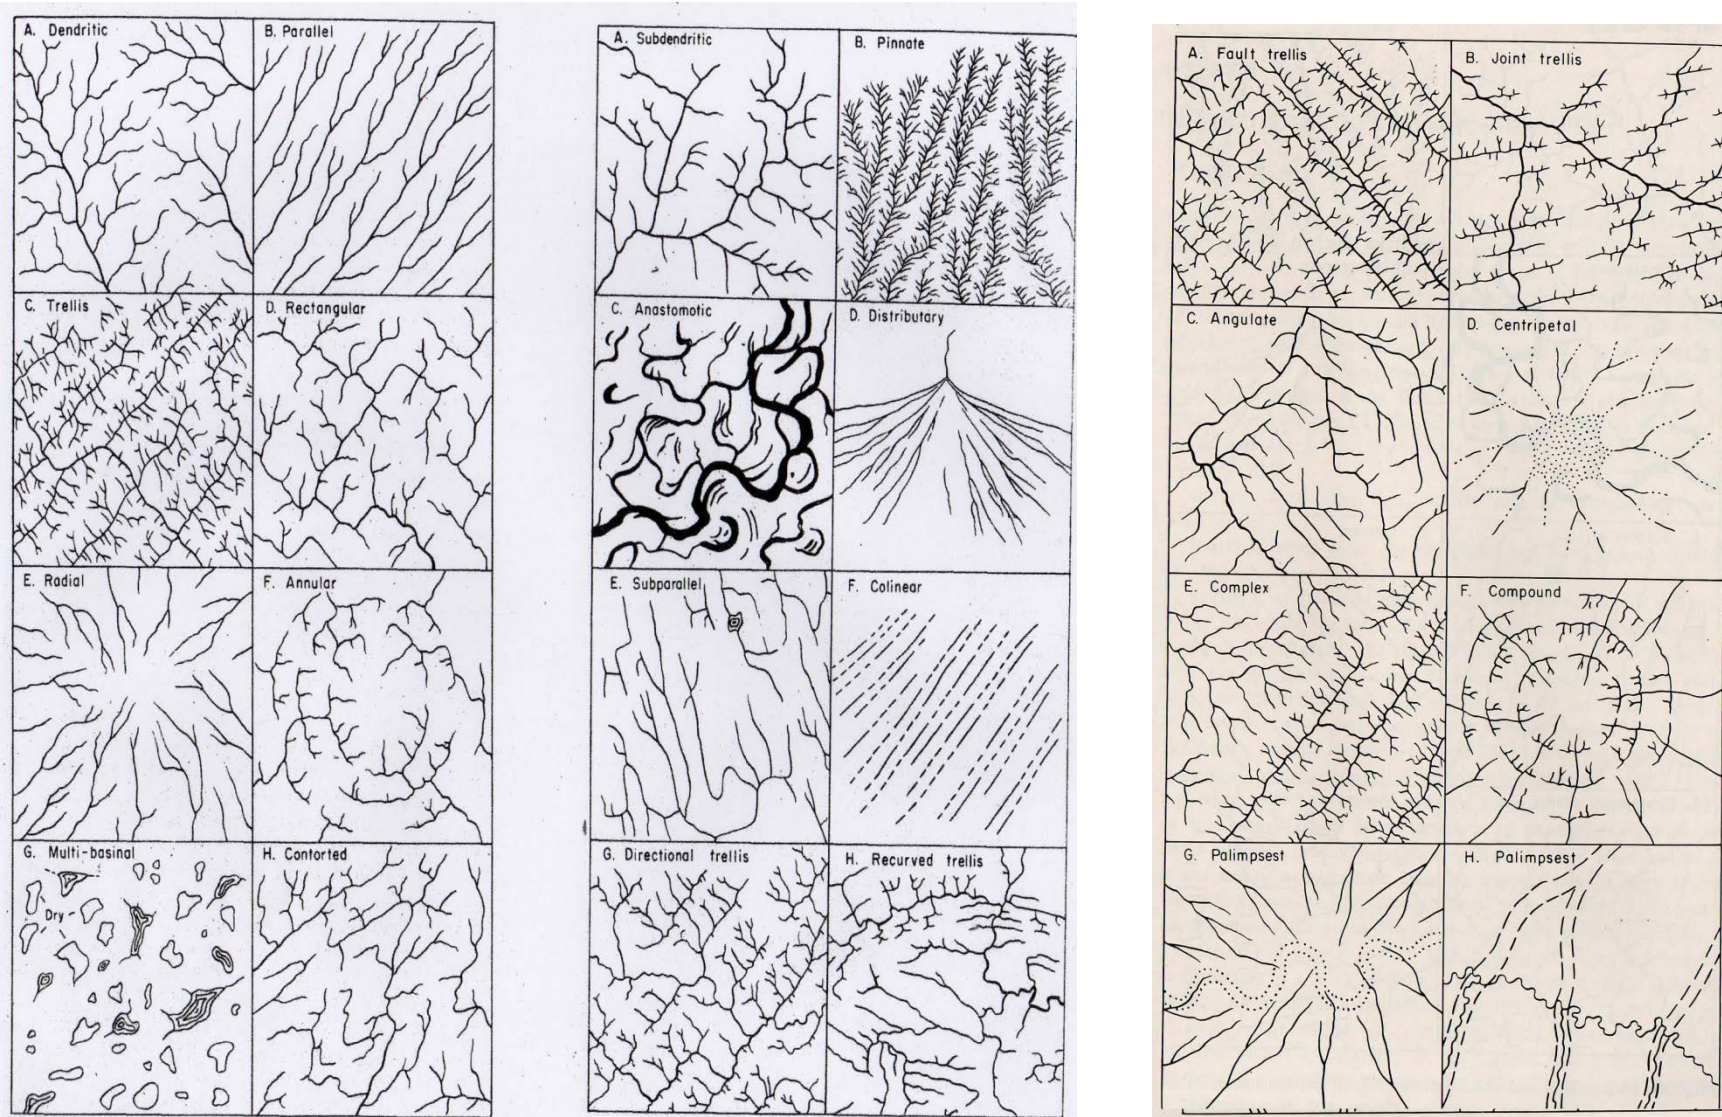 A. Dendritic
B. Parallel
C. Trellis
D. Rectangular
E. Radial
F. Annular
G. Multi-basinal
Dry
H. Contorted
A. Subdendritic
B. Pinnate
C. Anastomotic
D. Distributary
E. Subparallel
F. Colinear
G. Directional trellis
H. Recurved trellis
A. Fault trellis
B. Joint trellis
C. Angulate
D. Centripetal
E. Complex
F. Compound
G. Palimpsest
H. Palimpsest